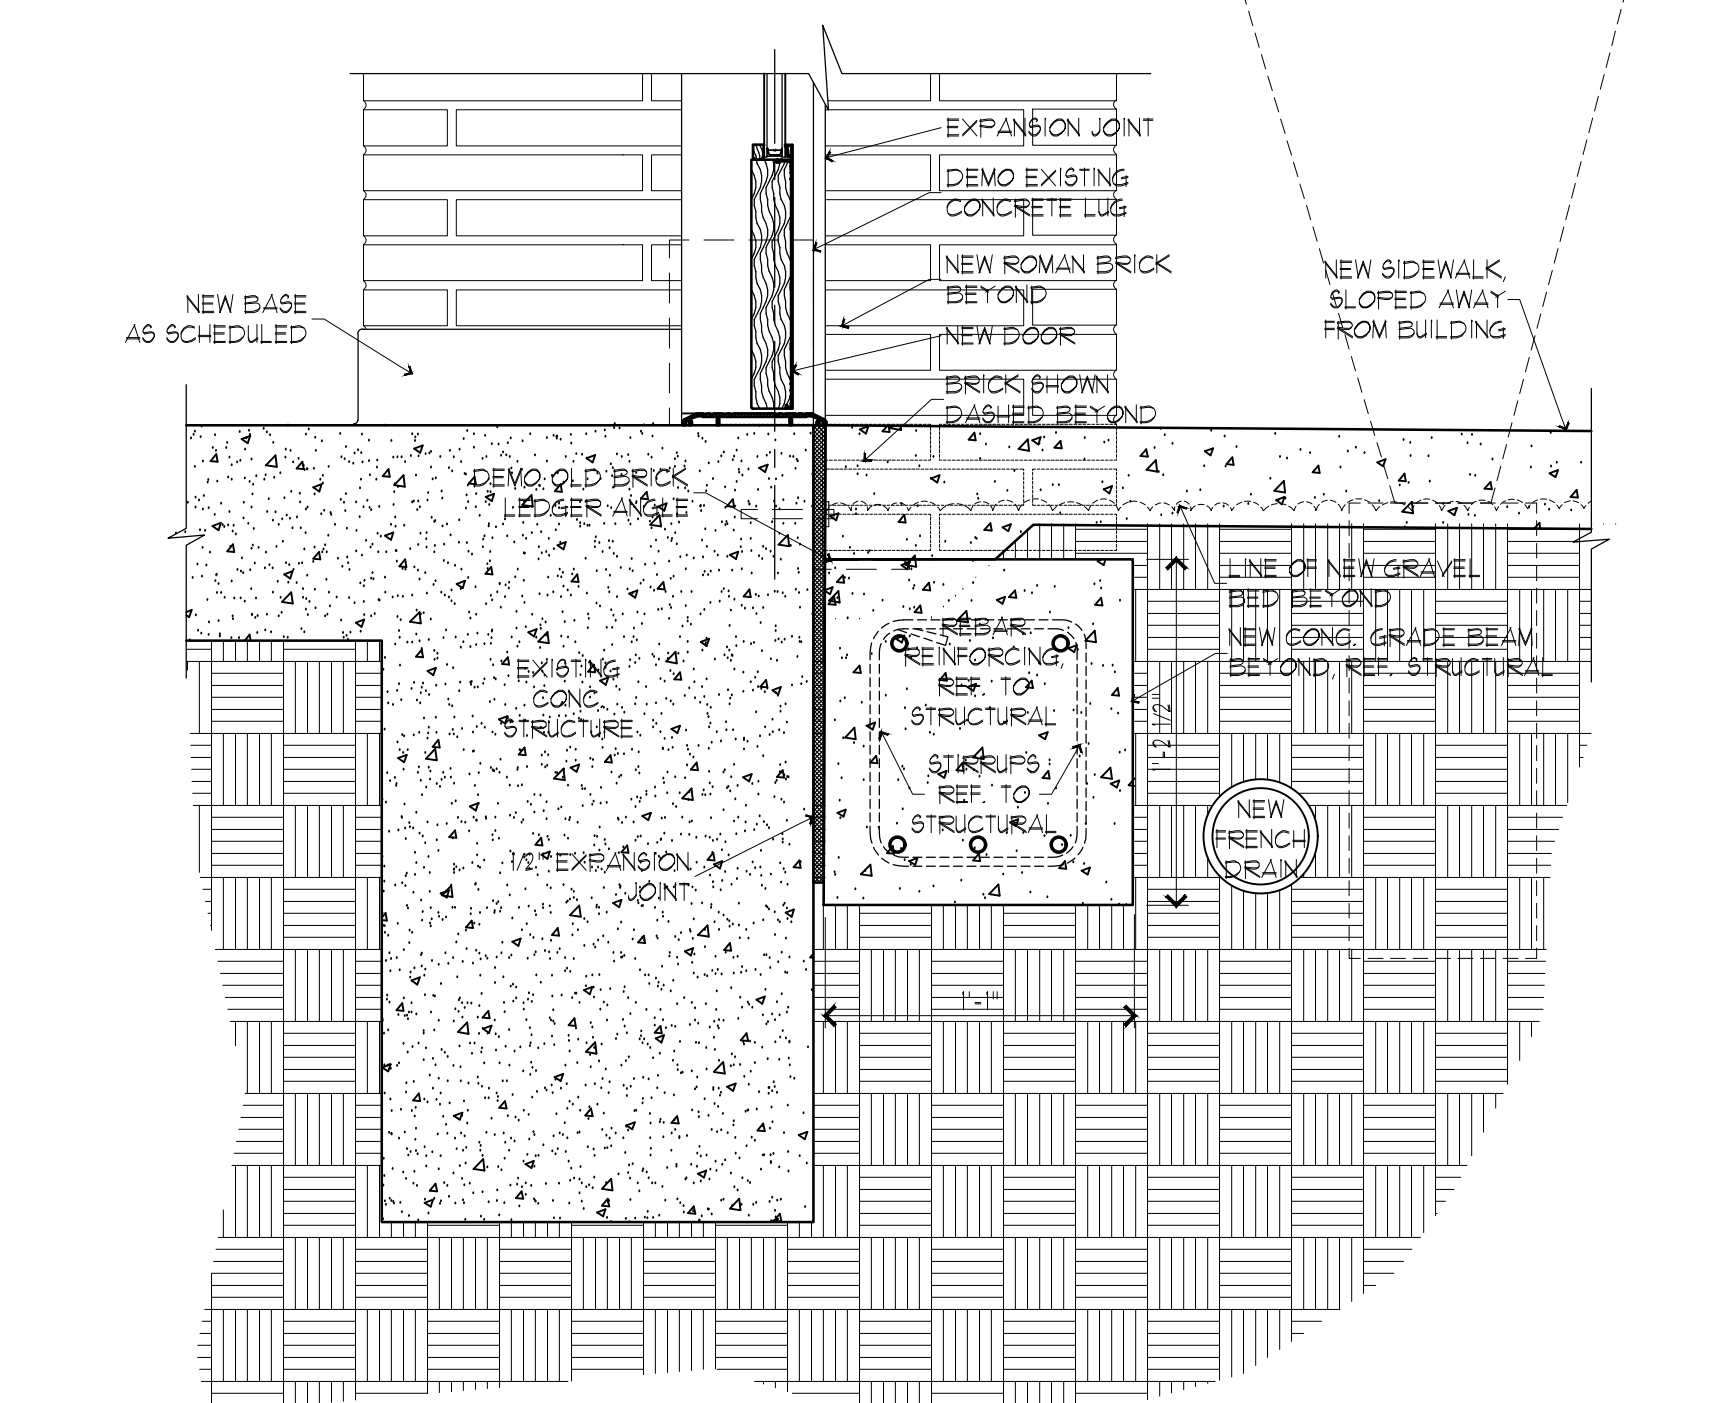 EXPANSION JOINT
DEMO EXISTING
CONCRETE LUG
NEW ROMAN BRICK
BEYOND
NEW DOOR
BRICK SHOWN
DASHED BEYOND
NEW SIDEWALK,
SLOPED AWAY
FROM BUILDING
NEW BASE
AS SCHEDULED
DEMO OLD BRICK
LEDGER ANGLE
EXISTING
CONC.
STRUCTURE
1/2" EXPANSION
JOINT
REBAR
REINFORCING,
REF. TO
STRUCTURAL
STIRRUPS
REF. TO
STRUCTURAL
LINE OF NEW GRAVEL
BED BEYOND
NEW CONC. GRADE BEAM
BEYOND, REF. STRUCTURAL
1'-2 1/2"
NEW
FRENCH
DRAIN
1'-1"